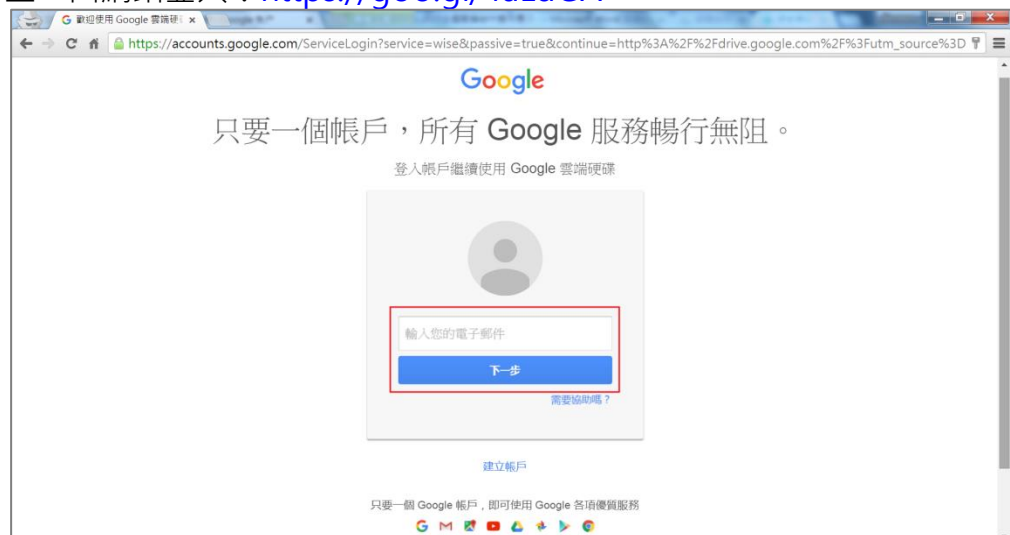 G 歡迎使用 Google 雲端硬
https://accounts.google.com/ServiceLogin?service=wise&passive=true&continue=http%3A%2F%2Fdrive.google.com%2F%3Futm_source%3D
Google
只要一個帳戶，所有 Google 服務暢行無阻。
登入帳戶繼續使用 Google 雲端硬碟
輸入您的電子郵件
下一步
需要協助嗎？
建立帳戶
只要一個 Google 帳戶，即可使用 Google 各項優質服務